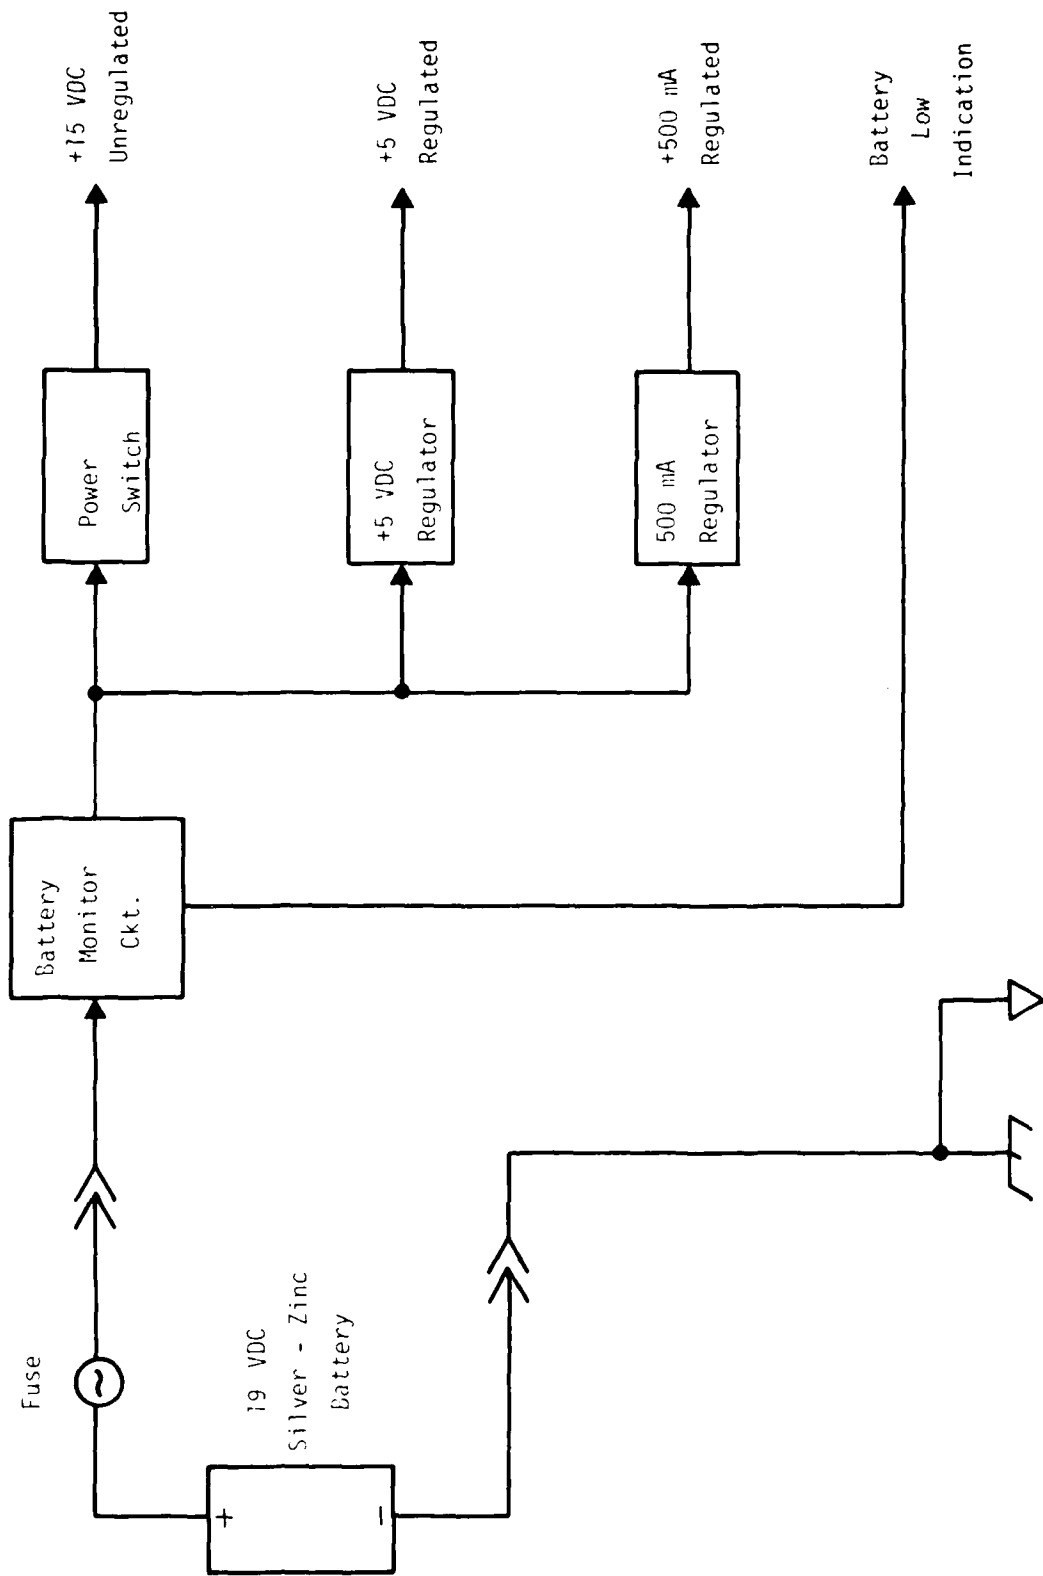 Fuse
+
-
19 VDC
Silver - Zinc
Battery
Battery
Monitor
Ckt.
Power
Switch
+5 VDC
Regulator
500 mA
Regulator
+15 VDC
Unregulated
+5 VDC
Regulated
+500 mA
Regulated
Battery
Low
Indication